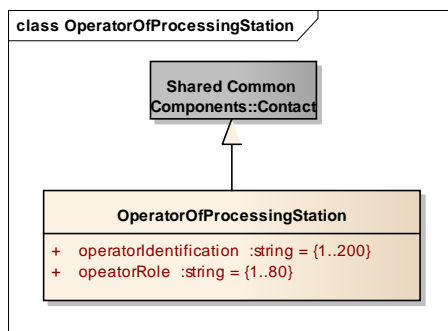 class OperatorOfProcessingStation
Shared Common
Components::Contact
OperatorOfProcessingStation
+ operatorIdentification :string = {1..200}
+ opeatorRole :string = {1..80}